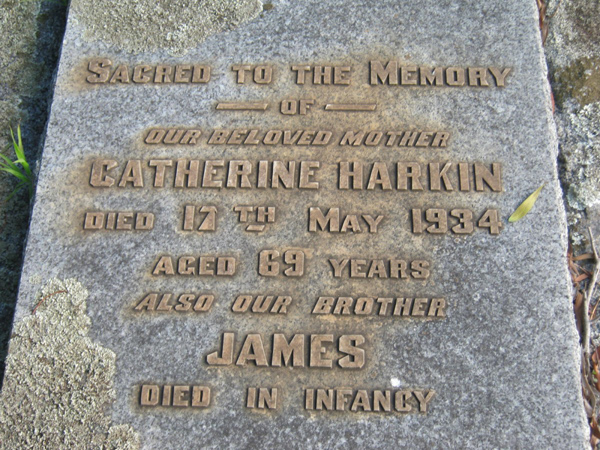 SACRED TO THE MEMORY
OF
OUR BELOVED MOTHER
CATHERINE HARKIN
DIED 17TH MAY 1934
AGED 69 YEARS
ALSO OUR BROTHER
JAMES
DIED IN INFANCY